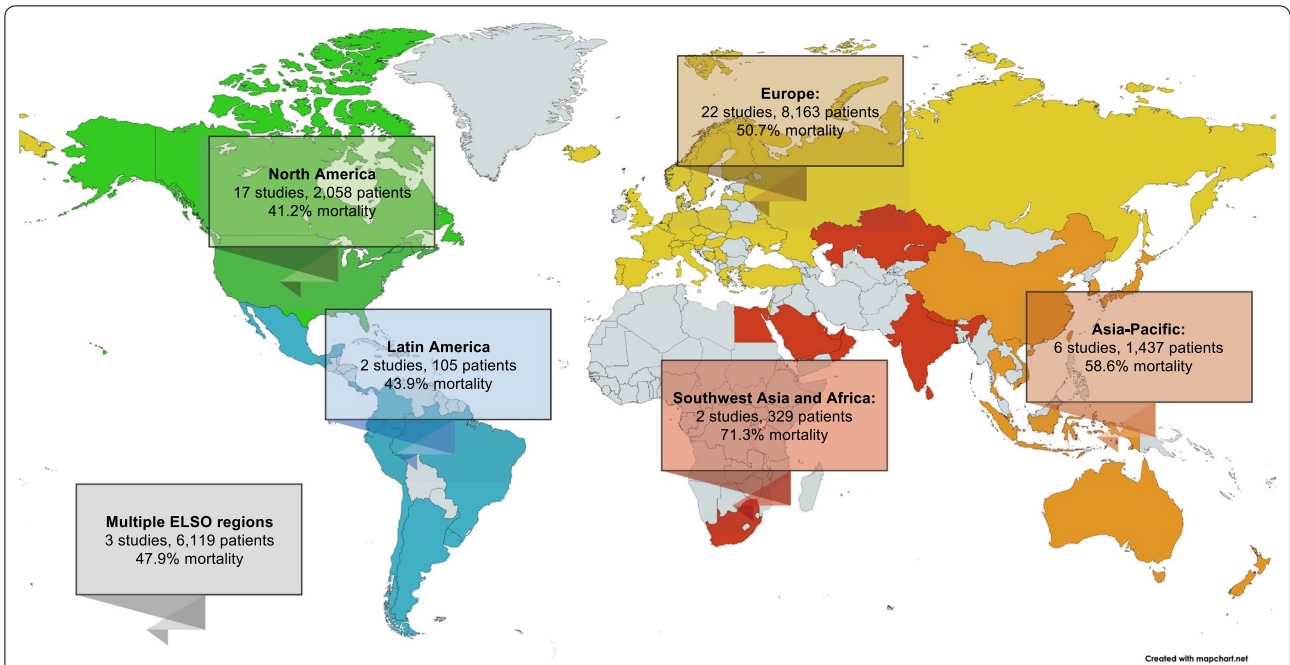 Europe:
22 studies, 8,163 patients
50.7% mortality
North America
17 studies, 2,058 patients
41.2% mortality
Latin America
2 studies, 105 patients
43.9% mortality
Asia-Pacific:
6 studies, 1,437 patients
58.6% mortality
Southwest Asia and Africa:
2 studies, 329 patients
71.3% mortality
Multiple ELSO regions
3 studies, 6,119 patients
47.9% mortality
Created with mapchart.net